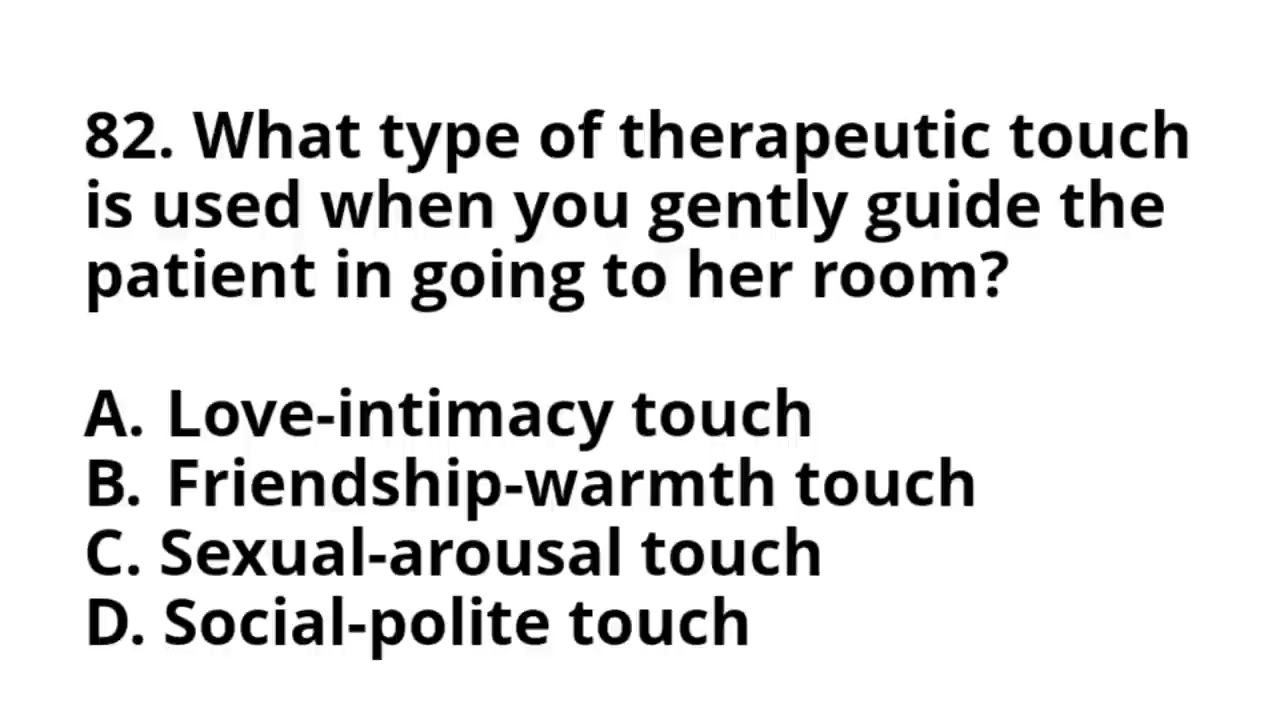 82. What type of therapeutic touch
is used when you gently guide the
patient in going to her room?
A. Love-intimacy touch
B. Friendship-warmth touch
C. Sexual-arousal touch
D. Social-polite touch